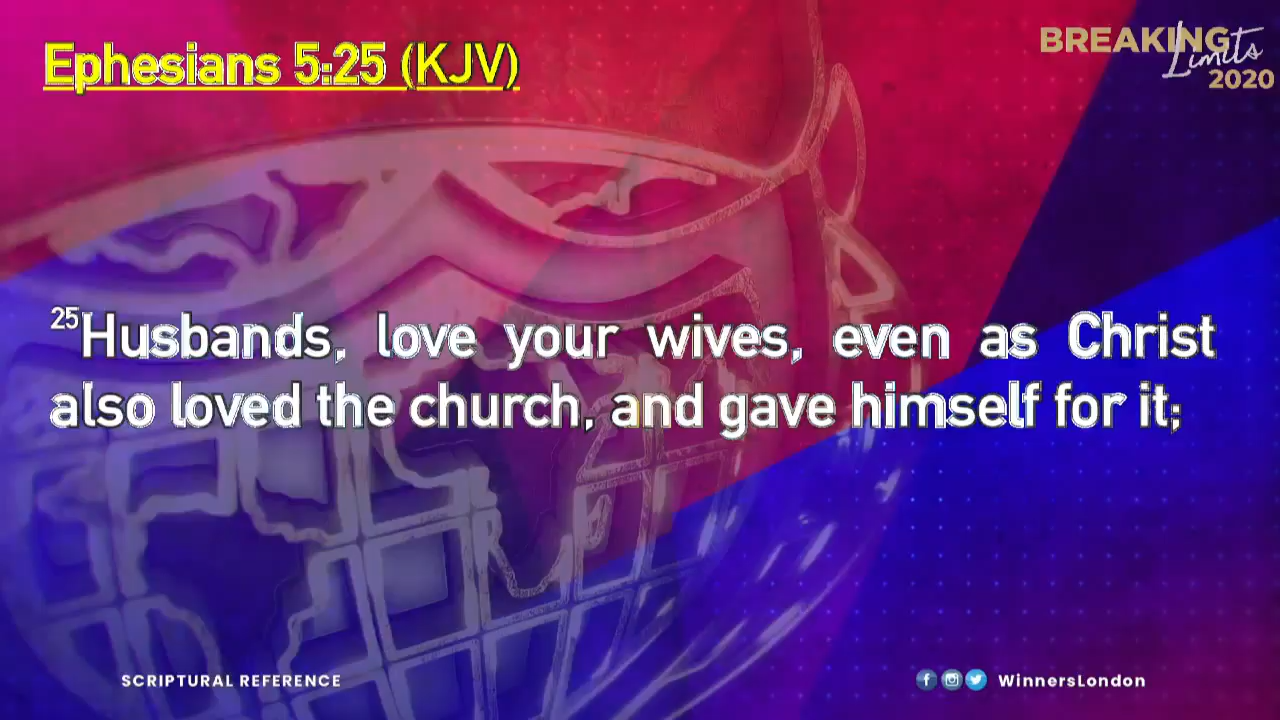 Ephesians 5:25 (KJV)
BREAKING
Limits
2020
25Husbands, love your wives, even as Christ
also loved the church, and gave himself for it;
SCRIPTURAL REFERENCE
WinnersLondon